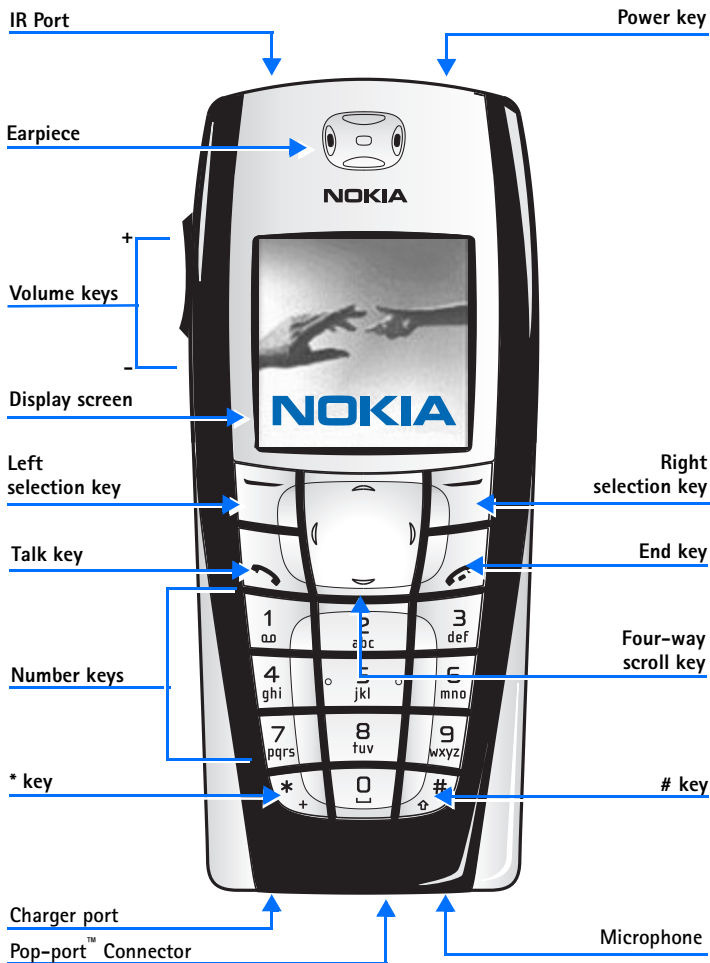 IR Port
Power key
Earpiece
NOKIA
+
Volume keys
-
Display screen
NOKIA
Left
selection key
Right
selection key
Talk key
End key
1
2 abc
3 def
Four-way
scroll key
Number keys
4 ghi
5 jkl
6 mno
7 pqrs
8 tuv
9 wxyz
* key
* +
0
#
# key
Charger port
Pop-port™ Connector
Microphone